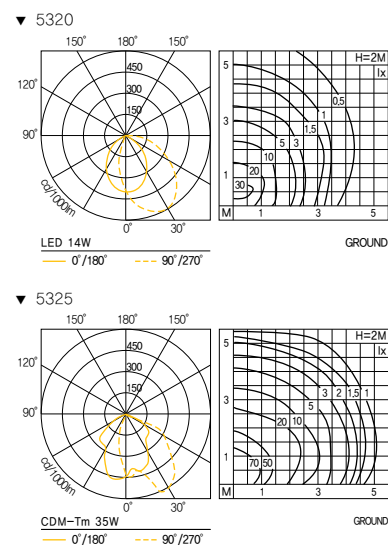 ▼ 5320
150° 180° 150°
120°
90°
450
300
150
cd/1000lm
0° 30°
LED 14W
0°/180° 90°/270°
H=2M
lx
5
3
1
0,5
1
1,5
3
5
10
20
30
M 1 3 5
GROUND
▼ 5325
150° 180° 150°
120°
90°
450
300
150
cd/1000lm
0° 30°
CDM-Tm 35W
0°/180° 90°/270°
H=2M
lx
5
3
1
3 2 1,5 1
5
20 10
70 50
M 1 3 5
GROUND